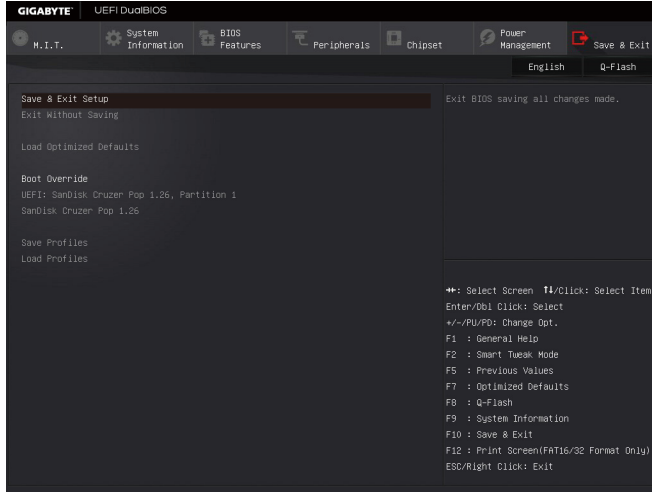 GIGABYTE™ UEFI DualBIOS
M.I.T. System Information BIOS Features Peripherals Chipset Power Management Save & Exit
English Q-Flash
Save & Exit Setup
Exit Without Saving
Load Optimized Defaults
Boot Override
UEFI: SanDisk Cruzer Pop 1.26, Partition 1
SanDisk Cruzer Pop 1.26
Save Profiles
Load Profiles
Exit BIOS saving all changes made.
→←: Select Screen ↑↓/Click: Select Item
Enter/Dbl Click: Select
+/-/PU/PD: Change Opt.
F1 : General Help
F2 : Smart Tweak Mode
F5 : Previous Values
F7 : Optimized Defaults
F8 : Q-Flash
F9 : System Information
F10 : Save & Exit
F12 : Print Screen(FAT16/32 Format Only)
ESC/Right Click: Exit